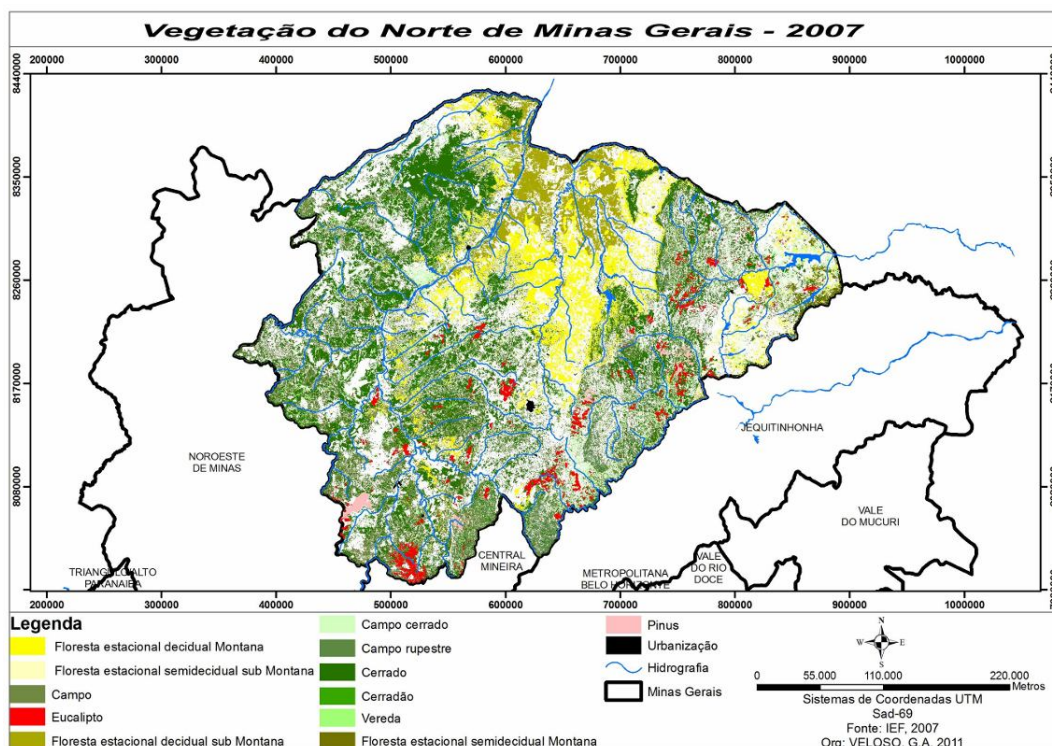 Vegetação do Norte de Minas Gerais - 2007
200000 300000 400000 500000 600000 700000 800000 900000 1000000
8440000
8350000
8260000
8170000
8080000
NOROESTE
DE MINAS
JEQUITINHONHA
VALE
DO MUCURI
VALE
DO RIO
DOCE
CENTRAL
MINEIRA
METROPOLITANA
BELO HORIZONTE
TRIANGULO/ALTO
PARANAIBA
200000 300000 400000 500000 600000 700000 800000 900000 1000000
Legenda
Floresta estacional decidual Montana
Floresta estacional semidecidual sub Montana
Campo
Eucalipto
Floresta estacional decidual sub Montana
Campo cerrado
Campo rupestre
Cerrado
Cerradão
Vereda
Floresta estacional semidecidual Montana
Pinus
Urbanização
Hidrografia
Minas Gerais
N
W E
S
0 55.000 110.000 220.000
Metros
Sistemas de Coordenadas UTM
Sad-69
Fonte: IEF, 2007
Org: VELOSO, G.A, 2011